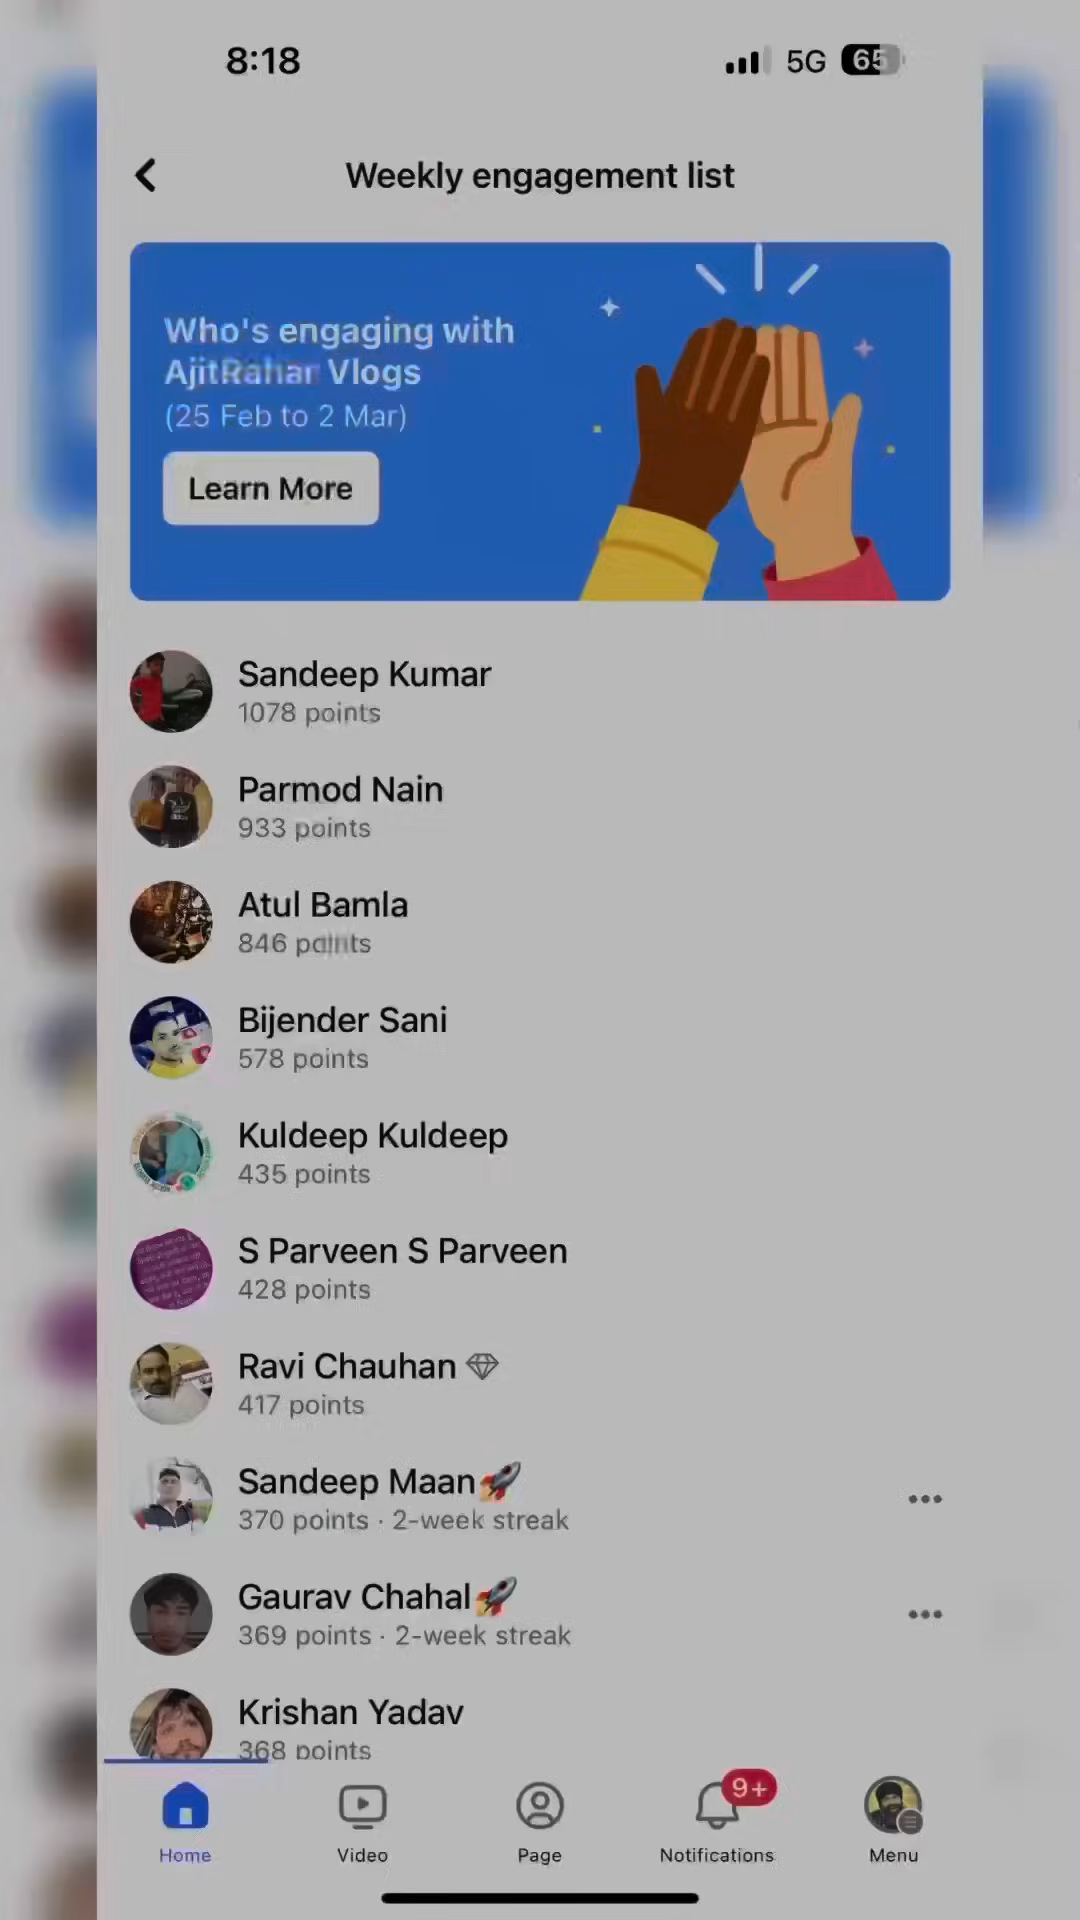 8:18
5G
65
Weekly engagement list
Who's engaging with
AjitRahar Vlogs
(25 Feb to 2 Mar)
Learn More
Sandeep Kumar
1078 points
Parmod Nain
933 points
Atul Bamla
846 points
Bijender Sani
578 points
Kuldeep Kuldeep
435 points
S Parveen S Parveen
428 points
Ravi Chauhan
417 points
Sandeep Maan🚀
370 points · 2-week streak
Gaurav Chahal🚀
369 points · 2-week streak
Krishan Yadav
368 points
9+
Home
Video
Page
Notifications
Menu